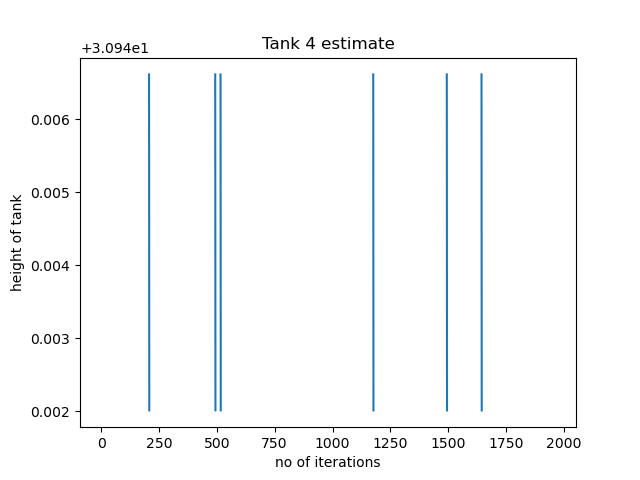 Tank 4 estimate
+3.094e1
0.006
0.005
0.004
0.003
0.002
height of tank
0 250 500 750 1000 1250 1500 1750 2000
no of iterations